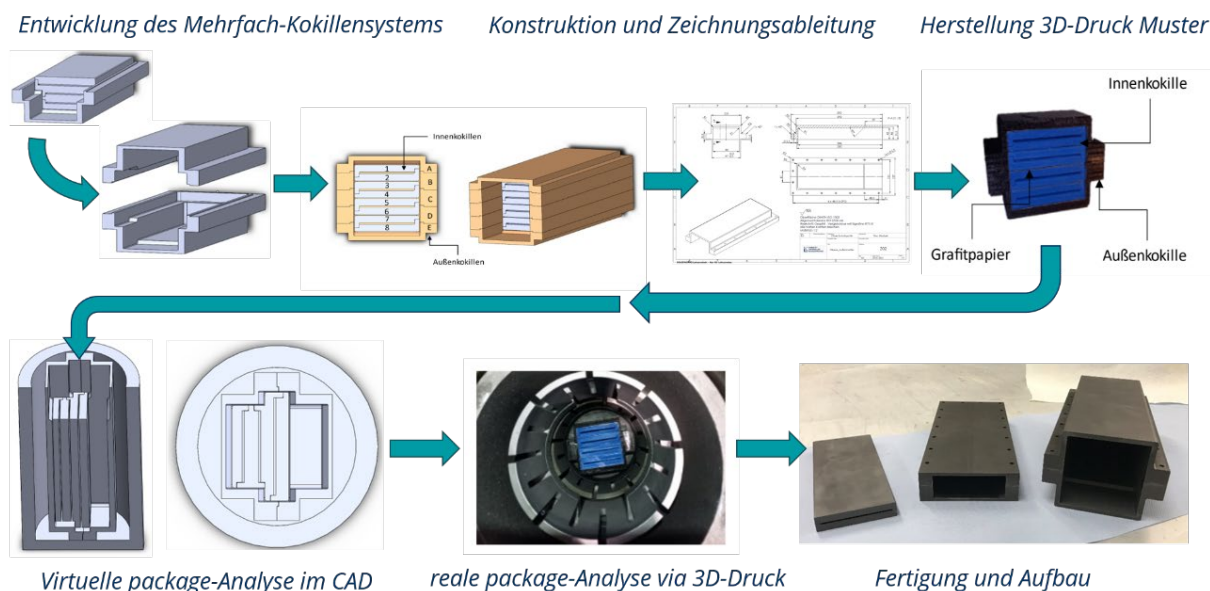 Entwicklung des Mehrfach-Kokillensystems
Konstruktion und Zeichnungsableitung
Herstellung 3D-Druck Muster
Innenkokillen
1
2
3
4
5
6
7
8
A
B
C
D
E
Außenkokillen
Innenkokille
Grafitpapier
Außenkokille
Virtuelle package-Analyse im CAD
reale package-Analyse via 3D-Druck
Fertigung und Aufbau